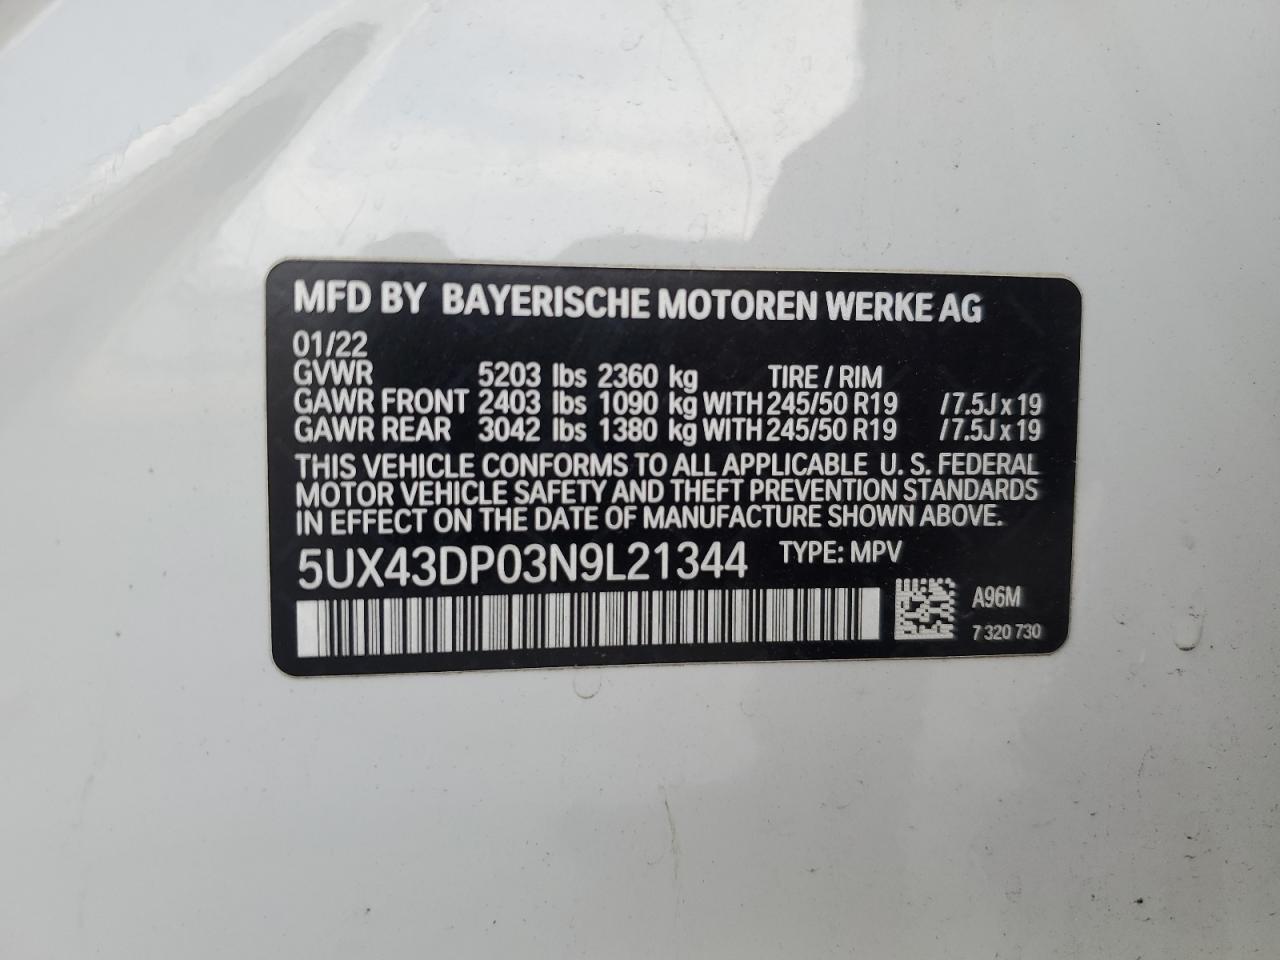 MFD BY BAYERISCHE MOTOREN WERKE AG
01/22
GVWR 5203 lbs 2360 kg TIRE / RIM
GAWR FRONT 2403 lbs 1090 kg WITH 245/50 R19 /7.5J x 19
GAWR REAR 3042 lbs 1380 kg WITH 245/50 R19 /7.5J x 19
THIS VEHICLE CONFORMS TO ALL APPLICABLE U. S. FEDERAL
MOTOR VEHICLE SAFETY AND THEFT PREVENTION STANDARDS
IN EFFECT ON THE DATE OF MANUFACTURE SHOWN ABOVE.
5UX43DP03N9L21344 TYPE: MPV
A96M
7 320 730